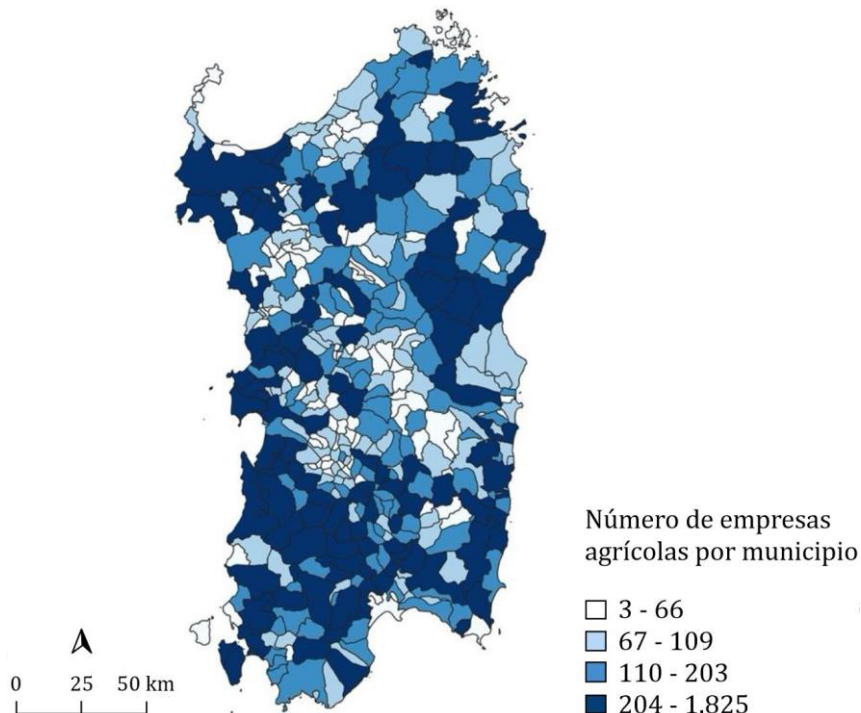 Número de empresas
agrícolas por municipio
3 - 66
67 - 109
110 - 203
204 - 1.825
0 25 50 km